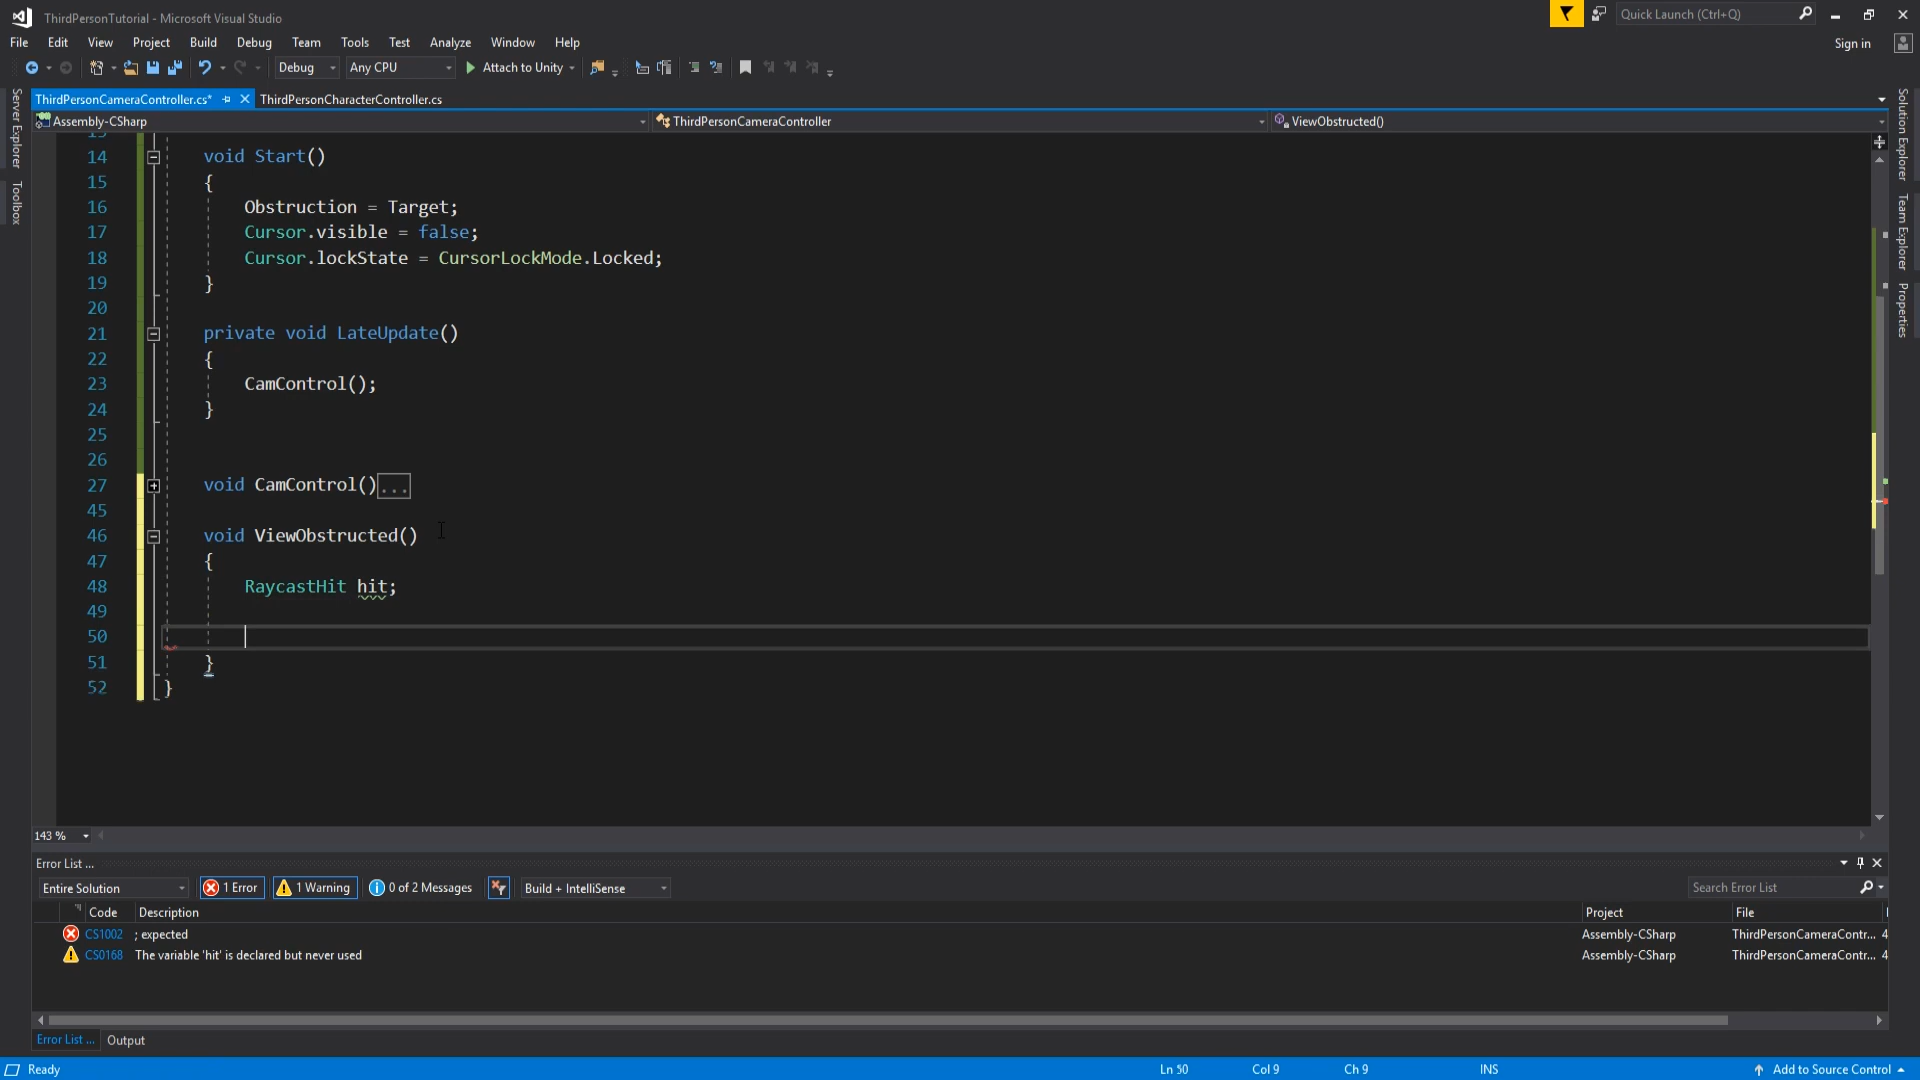 ThirdPersonTutorial - Microsoft Visual Studio
Quick Launch (Ctrl+Q)
File Edit View Project Build Debug Team Tools Test Analyze Window Help
Sign in
Debug Any CPU Attach to Unity
ThirdPersonCameraController.cs* ThirdPersonCharacterController.cs
Assembly-CSharp ThirdPersonCameraController ViewObstructed()
Server Explorer
Toolbox
Solution Explorer
Team Explorer
Properties
13
14 void Start()
15 {
16 Obstruction = Target;
17 Cursor.visible = false;
18 Cursor.lockState = CursorLockMode.Locked;
19 }
20
21 private void LateUpdate()
22 {
23 CamControl();
24 }
25
26
27 void CamControl()...
45
46 void ViewObstructed()
47 {
48 RaycastHit hit;
49
50
51 }
52 }
143 %
Error List ...
Entire Solution 1 Error 1 Warning 0 of 2 Messages Build + IntelliSense Search Error List
Code Description Project File
CS1002 ; expected Assembly-CSharp ThirdPersonCameraContr... 4
CS0168 The variable 'hit' is declared but never used Assembly-CSharp ThirdPersonCameraContr... 4
Error List ... Output
Ready Ln 50 Col 9 Ch 9 INS Add to Source Control